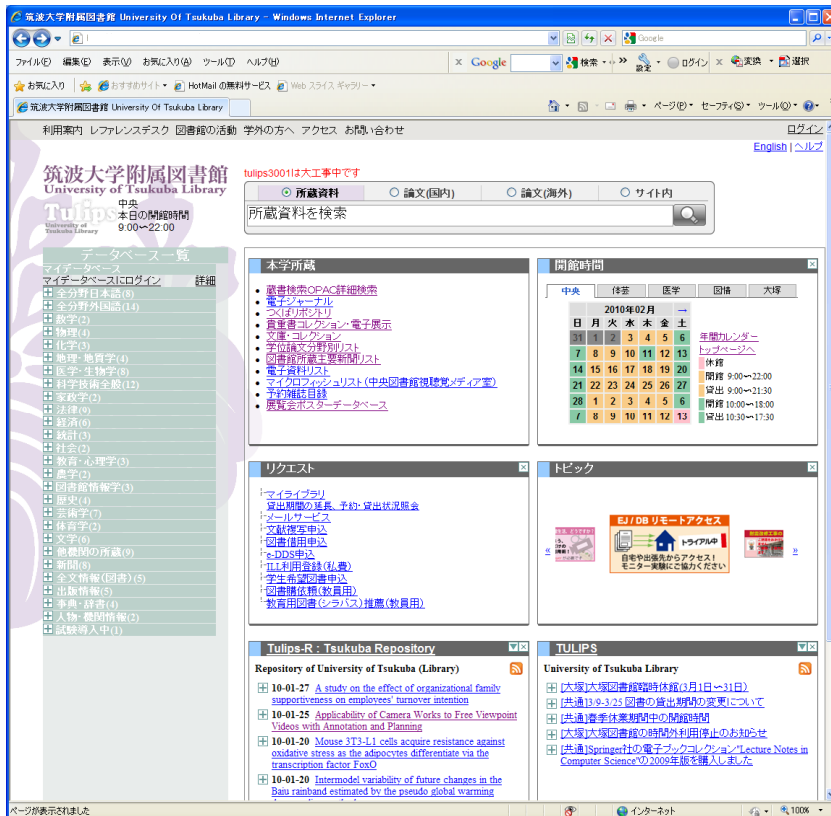 筑波大学附属図書館 University Of Tsukuba Library - Windows Internet Explorer
Google
ファイル(F) 編集(E) 表示(V) お気に入り(A) ツール(T) ヘルプ(H)
x Google 検索 設定 ログイン x 変換 選択
お気に入り おすすめサイト HotMail の無料サービス Web スライス ギャラリー
筑波大学附属図書館 University Of Tsukuba Library
ページ(P) セーフティ(S) ツール(O)
利用案内 レファレンスデスク 図書館の活動 学外の方へ アクセス お問い合わせ
ログイン
English | ヘルプ
筑波大学附属図書館
University of Tsukuba Library
Tulips
University of
Tsukuba Library
中央
本日の開館時間
9:00~22:00
tulips3001は大工事中です
所蔵資料 論文(国内) 論文(海外) サイト内
所蔵資料を検索
データベース一覧
マイデータベース
マイデータベースにログイン 詳細
全分野日本語(8)
全分野外国語(14)
数学(2)
物理(4)
化学(3)
地理・地質学(4)
医学・生物学(8)
科学技術全般(12)
家政学(2)
法律(9)
経済(6)
統計(3)
社会(2)
教育・心理学(3)
農学(2)
図書館情報学(3)
歴史(4)
芸術学(7)
体育学(2)
文学(6)
他機関の所蔵(9)
新聞(8)
全文情報(図書)(5)
出版情報(5)
事典・辞書(4)
人物・機関情報(2)
試験導入中(1)
本学所蔵
蔵書検索OPAC詳細検索
電子ジャーナル
つくばリポジトリ
貴重書コレクション・電子展示
文庫・コレクション
学位論文分野別リスト
図書館所蔵主要新聞リスト
電子資料リスト
マイクロフィッシュリスト(中央図書館視聴覚メディア室)
予約雑誌目録
展覧会ポスターデータベース
開館時間
中央 体芸 医学 図情 大塚
2010年02月 →
日 月 火 水 木 金 土
31 1 2 3 4 5 6
7 8 9 10 11 12 13
14 15 16 17 18 19 20
21 22 23 24 25 26 27
28 1 2 3 4 5 6
7 8 9 10 11 12 13
年間カレンダー
トップページへ
休館
開館 9:00~22:00
貸出 9:00~21:30
開館 10:00~18:00
貸出 10:30~17:30
リクエスト
マイライブラリ
貸出期間の延長、予約・貸出状況照会
メールサービス
文献複写申込
図書借用申込
e-DDS申込
ILL利用登録(私費)
学生希望図書申込
図書購依頼(教員用)
教育用図書(シラバス)推薦(教員用)
トピック
«
EJ / DB リモートアクセス
トライアル中
自宅や出張先からアクセス!
モニター実験にご協力ください
»
Tulips-R : Tsukuba Repository
Repository of University of Tsukuba (Library)
10-01-27 A study on the effect of organizational family
supportiveness on employees' turnover intention
10-01-25 Applicability of Camera Works to Free Viewpoint
Videos with Annotation and Planning
10-01-20 Mouse 3T3-L1 cells acquire resistance against
oxidative stress as the adipocytes differentiate via the
transcription factor FoxO
10-01-20 Intermodel variability of future changes in the
Baiu rainband estimated by the pseudo global warming
TULIPS
University of Tsukuba Library
[大塚]大塚図書館臨時休館(3月1日~31日)
[共通]3/9-3/25 図書の貸出期間の変更について
[共通]春季休業期間中の開館時間
[大塚]大塚図書館の時間外利用停止のお知らせ
[共通]Springer社の電子ブックコレクション"Lecture Notes in
Computer Science"の2009年版を購入しました
ページが表示されました
インターネット
100%